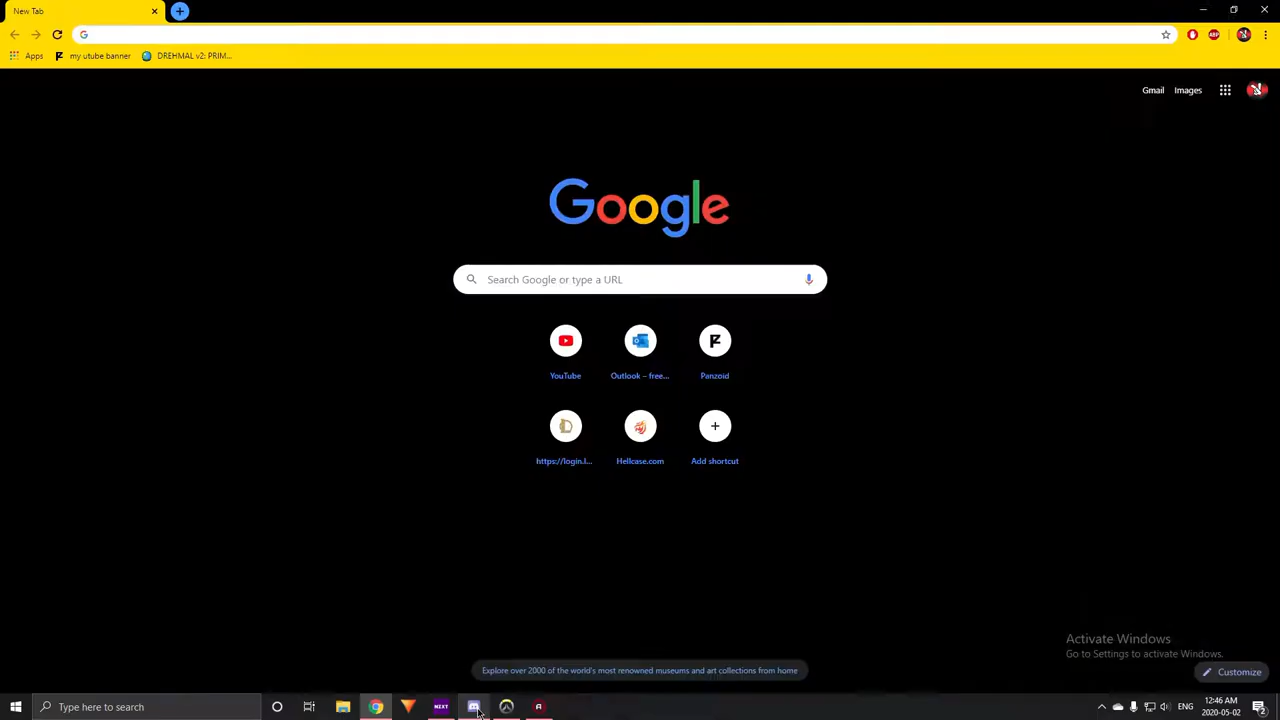 New Tab
Apps
my utube banner
DREHMAL v2: PRIM...
ABP
Gmail
Images
Google
Search Google or type a URL
YouTube
Outlook – free...
Panzoid
https://login.l...
Hellcase.com
Add shortcut
Activate Windows
Go to Settings to activate Windows.
Explore over 2000 of the world's most renowned museums and art collections from home
Customize
Type here to search
NEXT
ENG
12:46 AM
2020-05-02
2